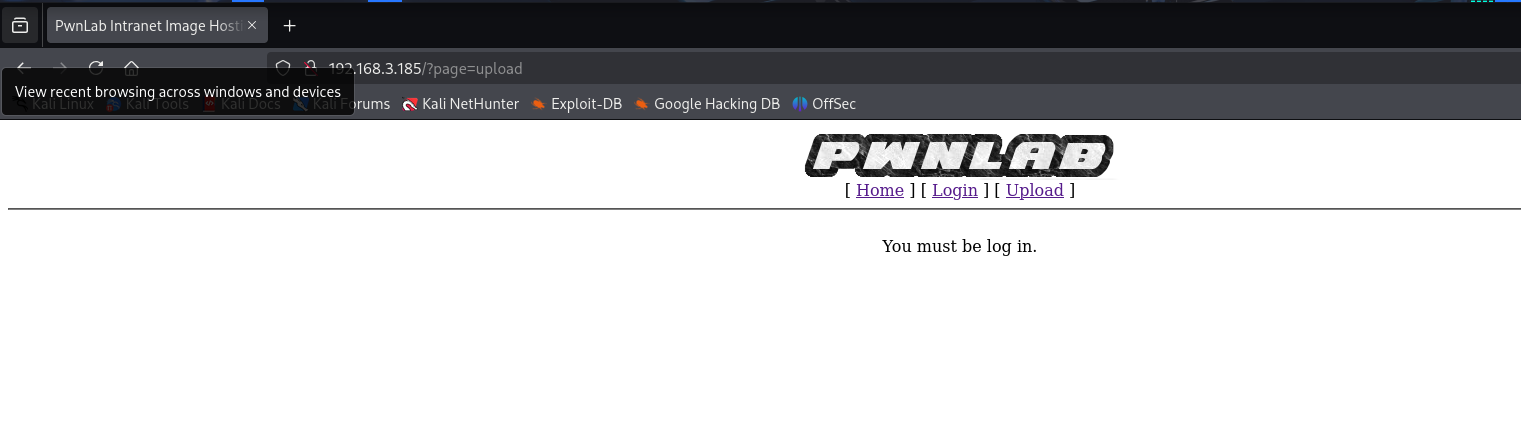 PwnLab Intranet Image Host
192.168.3.185/?page=upload
View recent browsing across windows and devices
Kali Linux Kali Tools Kali Docs Kali Forums Kali NetHunter Exploit-DB Google Hacking DB OffSec
PWNLAB
[ Home ] [ Login ] [ Upload ]
You must be log in.